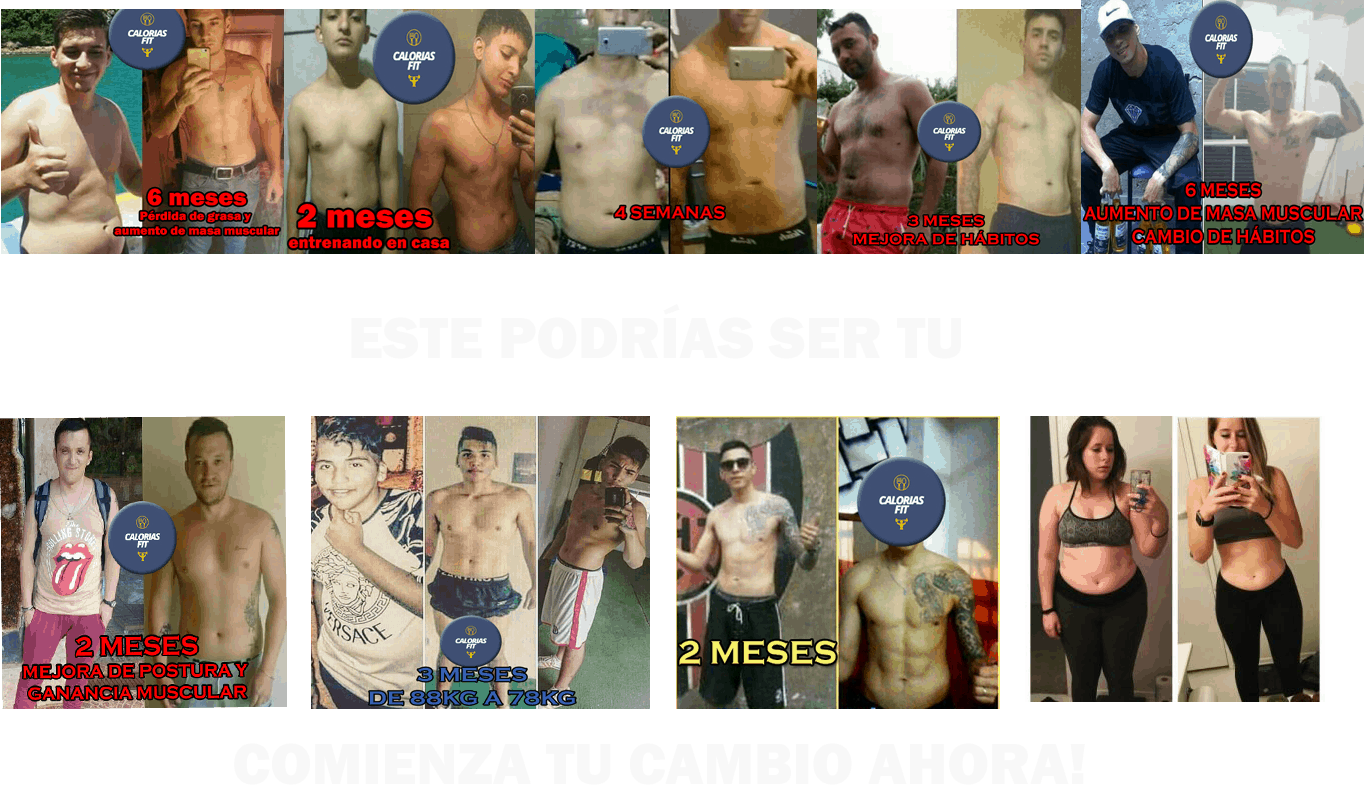 CALORIAS
FIT
6 meses
Pérdida de grasa y
aumento de masa muscular
CALORIAS
FIT
2 meses
entrenando en casa
CALORIAS
FIT
4 SEMANAS
CALORIAS
FIT
3 MESES
MEJORA DE HÁBITOS
CALORIAS
FIT
6 MESES
AUMENTO DE MASA MUSCULAR
CAMBIO DE HÁBITOS
ESTE PODRÍAS SER TU
ROLLING STONES
CALORIAS
FIT
2 MESES
MEJORA DE POSTURA Y
GANANCIA MUSCULAR
VERSACE
CALORIAS
FIT
3 MESES
DE 88KG A 78KG
2 MESES
CALORIAS
FIT
COMIENZA TU CAMBIO AHORA!